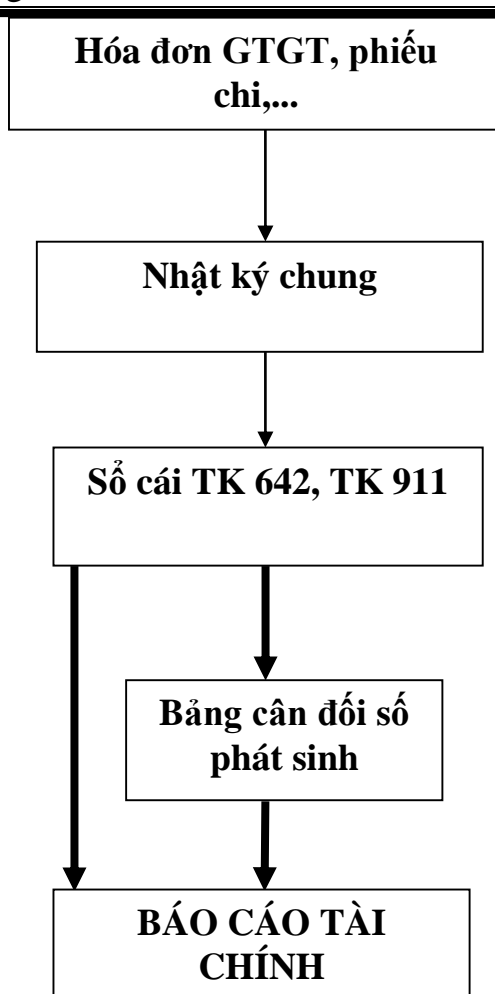 Hóa đơn GTGT, phiếu
chi,...
Nhật ký chung
Sổ cái TK 642, TK 911
Bảng cân đối số
phát sinh
BÁO CÁO TÀI
CHÍNH